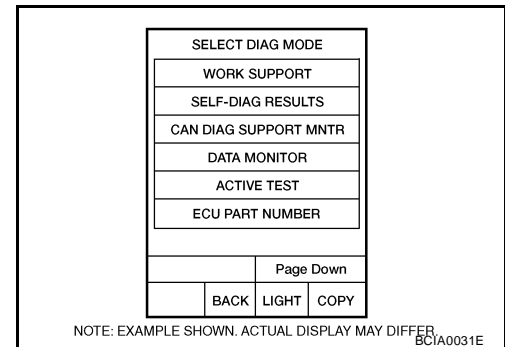 SELECT DIAG MODE
WORK SUPPORT
SELF-DIAG RESULTS
CAN DIAG SUPPORT MNTR
DATA MONITOR
ACTIVE TEST
ECU PART NUMBER
Page Down
BACK LIGHT COPY
NOTE: EXAMPLE SHOWN. ACTUAL DISPLAY MAY DIFFER.
BCIA0031E